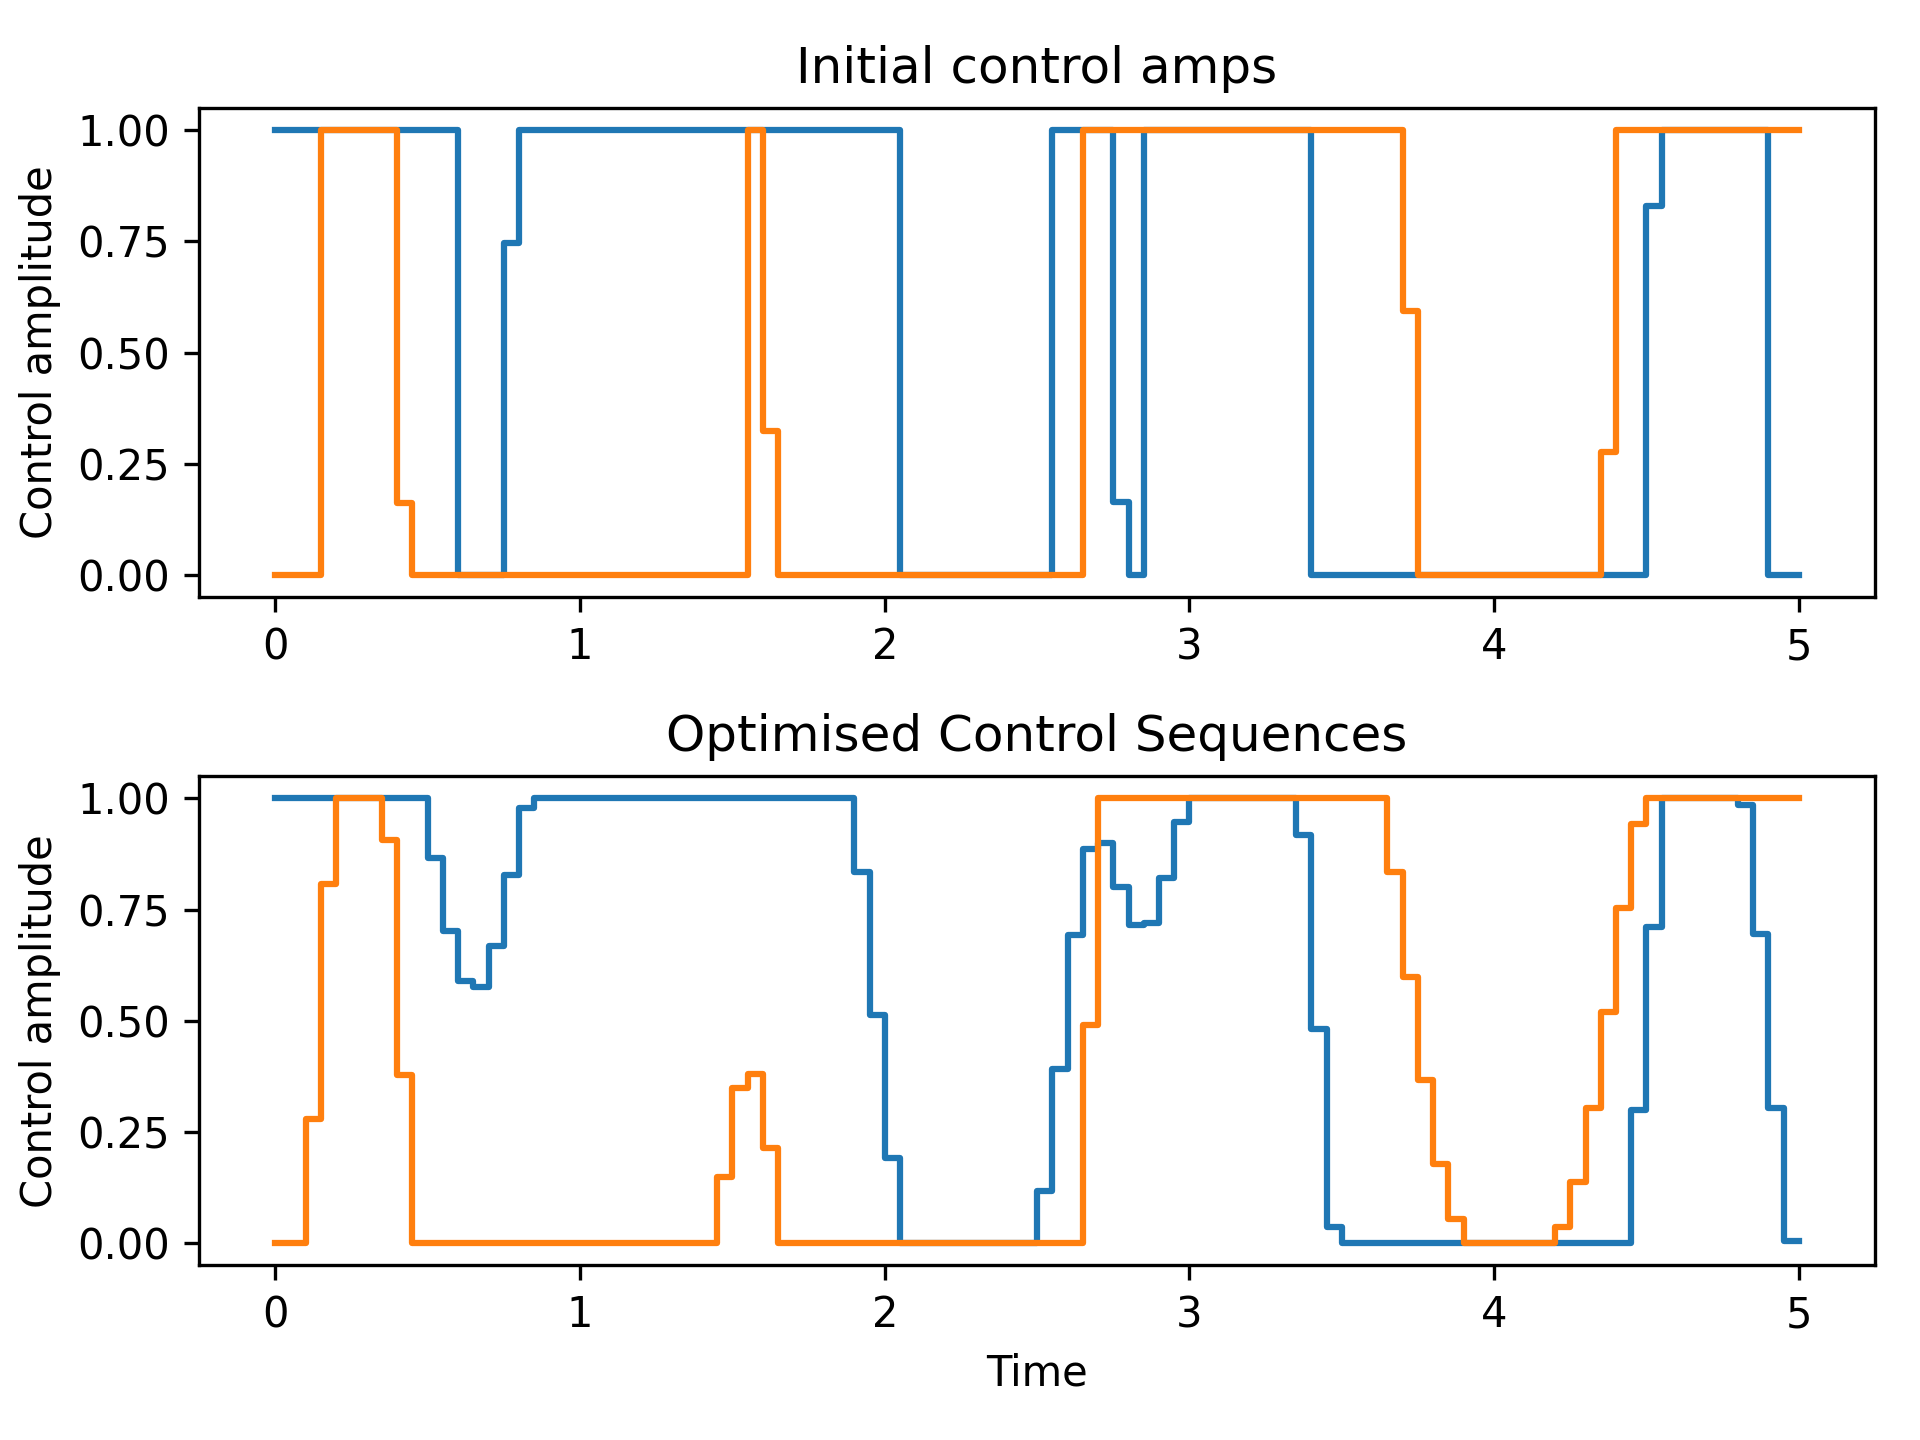 Initial control amps
Control amplitude
1.00
0.75
0.50
0.25
0.00
0 1 2 3 4 5
Optimised Control Sequences
Control amplitude
1.00
0.75
0.50
0.25
0.00
0 1 2 3 4 5
Time